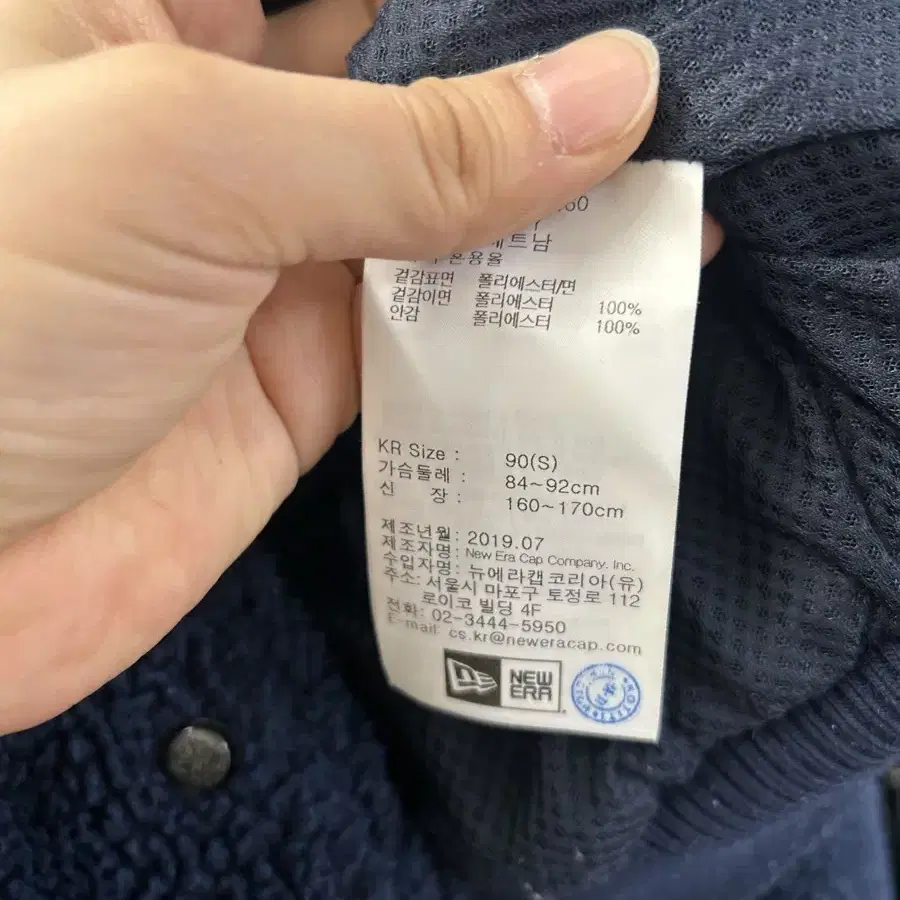 .60
트남
혼용율
겉감표면 폴리에스터/면
겉감이면 폴리에스터 100%
안감 폴리에스터 100%
KR Size : 90(S)
가슴둘레 : 84~92cm
신 장 : 160~170cm
제조년월 : 2019.07
제조자명 : New Era Cap Company. Inc.
수입자명 : 뉴에라캡코리아(유)
주소: 서울시 마포구 토정로 112
로이코 빌딩 4F
전화: 02-3444-5950
E-mail: cs.kr@neweracap.com
NEW
ERA